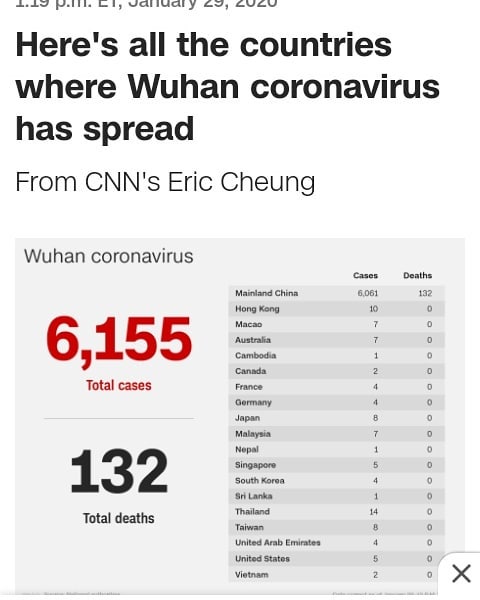 1:19 p.m. ET, January 29, 2020
Here's all the countries
where Wuhan coronavirus
has spread
From CNN's Eric Cheung
Wuhan coronavirus
6,155
Total cases
132
Total deaths
Cases Deaths
Mainland China 6,061 132
Hong Kong 10 0
Macao 7 0
Australia 7 0
Cambodia 1 0
Canada 2 0
France 4 0
Germany 4 0
Japan 8 0
Malaysia 7 0
Nepal 1 0
Singapore 5 0
South Korea 4 0
Sri Lanka 1 0
Thailand 14 0
Taiwan 8 0
United Arab Emirates 4 0
United States 5 0
Vietnam 2 0